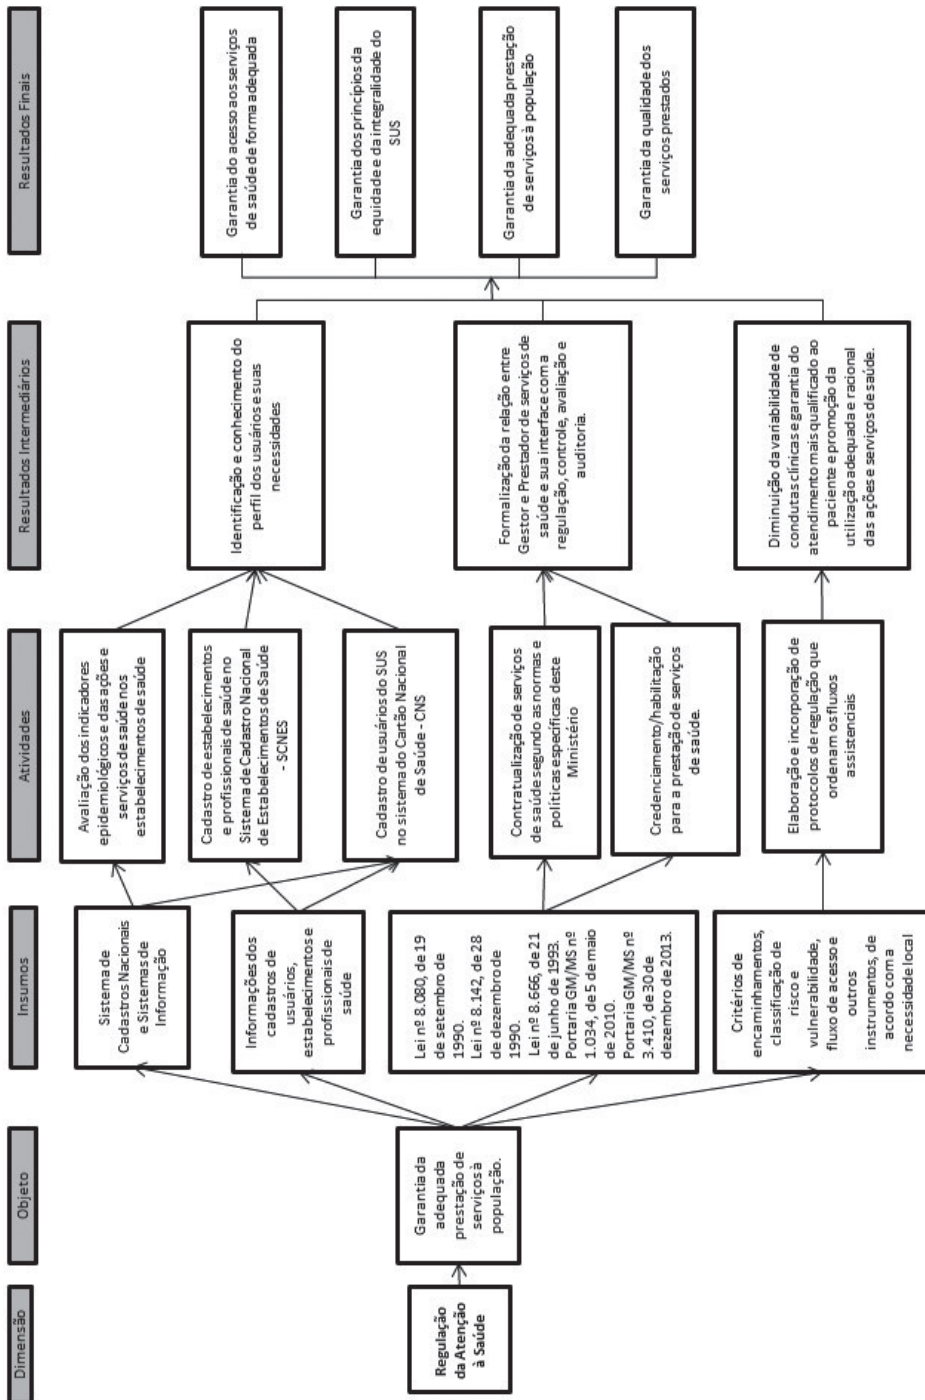 Dimensão
Regulação
da Atenção
à Saúde
Objeto
Garantia da
adequada
prestação de
serviços à
população.
Insumos
Sistema de
Cadastros Nacionais
e Sistemas de
Informação
Informações dos
cadastros de
usuários,
estabelecimentos e
profissionais de
saúde
Lei nº 8.080, de 19
de setembro de
1990.
Lei nº 8.142, de 28
de dezembro de
1990.
Lei nº 8.666, de 21
de junho de 1993.
Portaria GM/MS nº
1.034, de 5 de maio
de 2010.
Portaria GM/MS nº
3.410, de 30 de
dezembro de 2013.
Critérios de
encaminhamentos,
classificação de
risco e
vulnerabilidade,
fluxo de acesso e
outros
instrumentos, de
acordo com a
necessidade local
Atividades
Avaliação dos indicadores
epidemiológicos e das ações e
serviços de saúde nos
estabelecimentos de saúde
Cadastro de estabelecimentos
e profissionais de saúde no
Sistema de Cadastro Nacional
de Estabelecimentos de Saúde
- SCNES
Cadastro de usuários do SUS
no sistema do Cartão Nacional
de Saúde - CNS
Contratualização de serviços
de saúde segundo as normas e
políticas específicas deste
Ministério
Credenciamento/habilitação
para a prestação de serviços
de saúde.
Elaboração e incorporação de
protocolos de regulação que
ordenam os fluxos
assistenciais
Resultados Intermediários
Identificação e conhecimento do
perfil dos usuários e suas
necessidades
Formalização da relação entre
Gestor e Prestador de serviços de
saúde e sua interface com a
regulação, controle, avaliação e
auditoria.
Diminuição da variabilidade de
condutas clínicas e garantia do
atendimento mais qualificado ao
paciente e promoção da
utilização adequada e racional
das ações e serviços de saúde.
Resultados Finais
Garantia do acesso aos serviços
de saúde de forma adequada
Garantia dos princípios da
equidade e da integralidade do
SUS
Garantia da adequada prestação
de serviços à população
Garantia da qualidade dos
serviços prestados